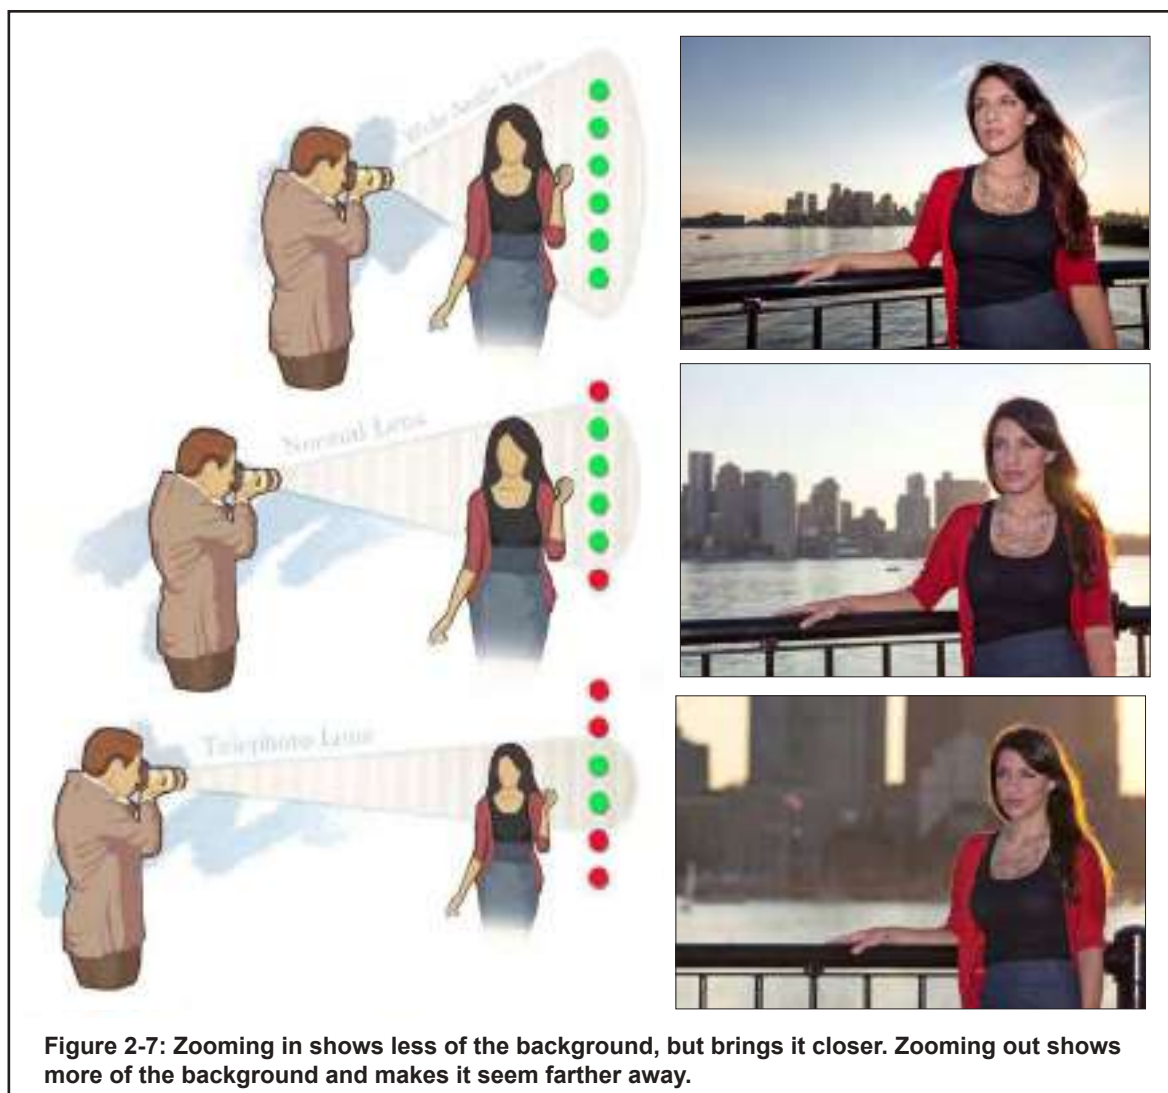 Wide Angle Lens
Normal Lens
Telephoto Lens
Figure 2-7: Zooming in shows less of the background, but brings it closer. Zooming out shows
more of the background and makes it seem farther away.